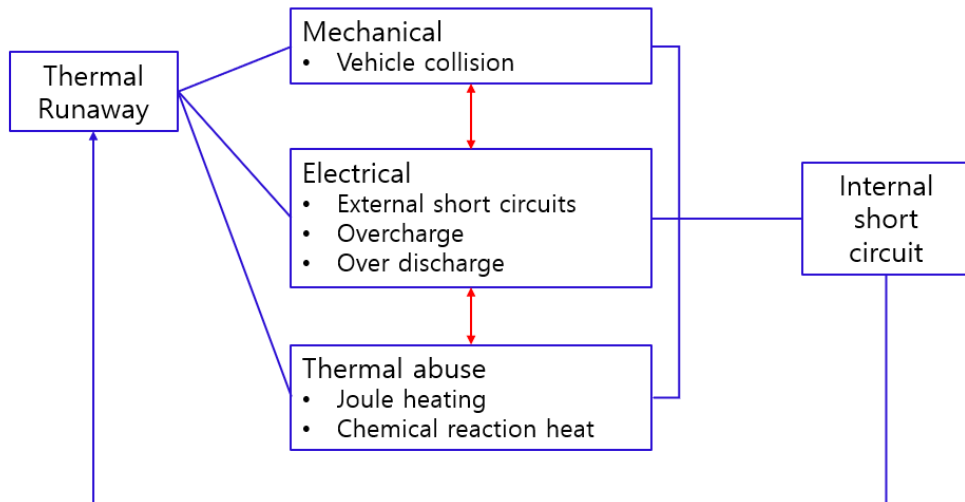 Thermal
Runaway
Mechanical
• Vehicle collision
Electrical
• External short circuits
• Overcharge
• Over discharge
Thermal abuse
• Joule heating
• Chemical reaction heat
Internal
short
circuit